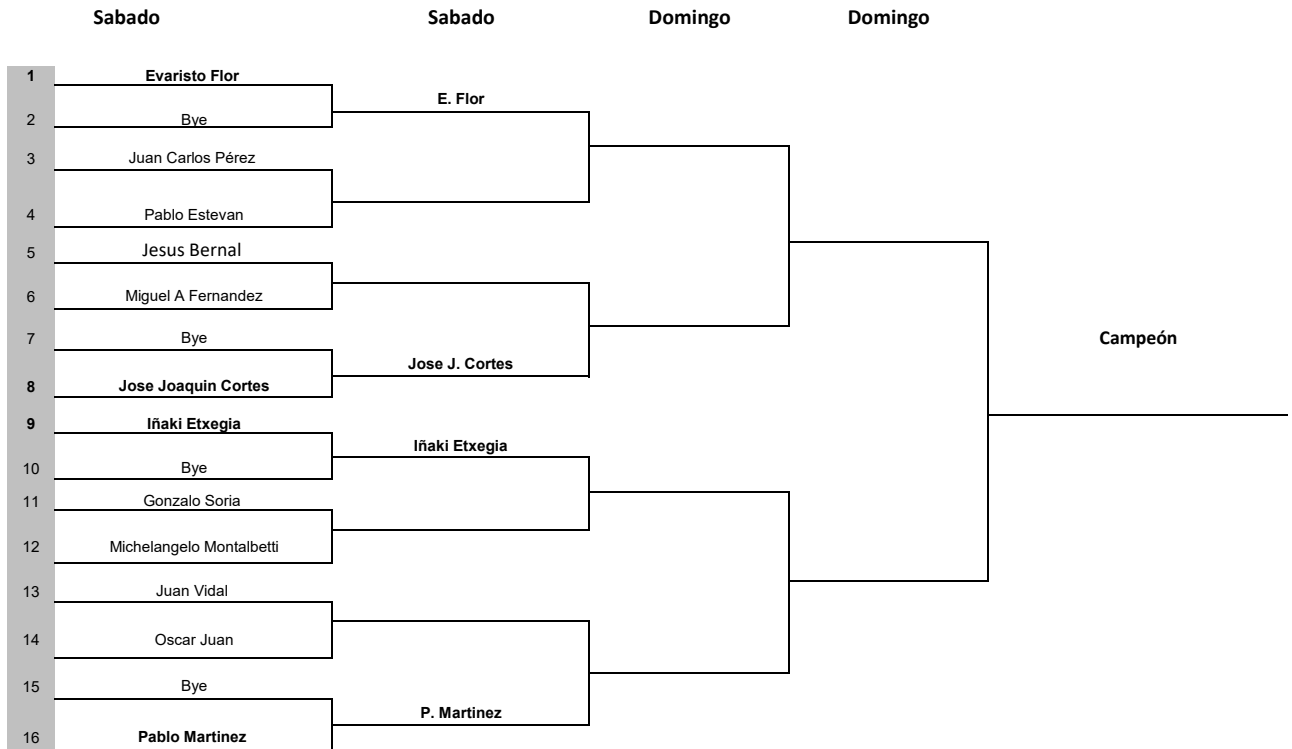 Sabado Sabado Domingo Domingo
1 Evaristo Flor
E. Flor
2 Bye
3 Juan Carlos Pérez
4 Pablo Estevan
5 Jesus Bernal
6 Miguel A Fernandez
7 Bye
Campeón
Jose J. Cortes
8 Jose Joaquin Cortes
9 Iñaki Etxegia
Iñaki Etxegia
10 Bye
11 Gonzalo Soria
12 Michelangelo Montalbetti
13 Juan Vidal
14 Oscar Juan
15 Bye
P. Martinez
16 Pablo Martinez